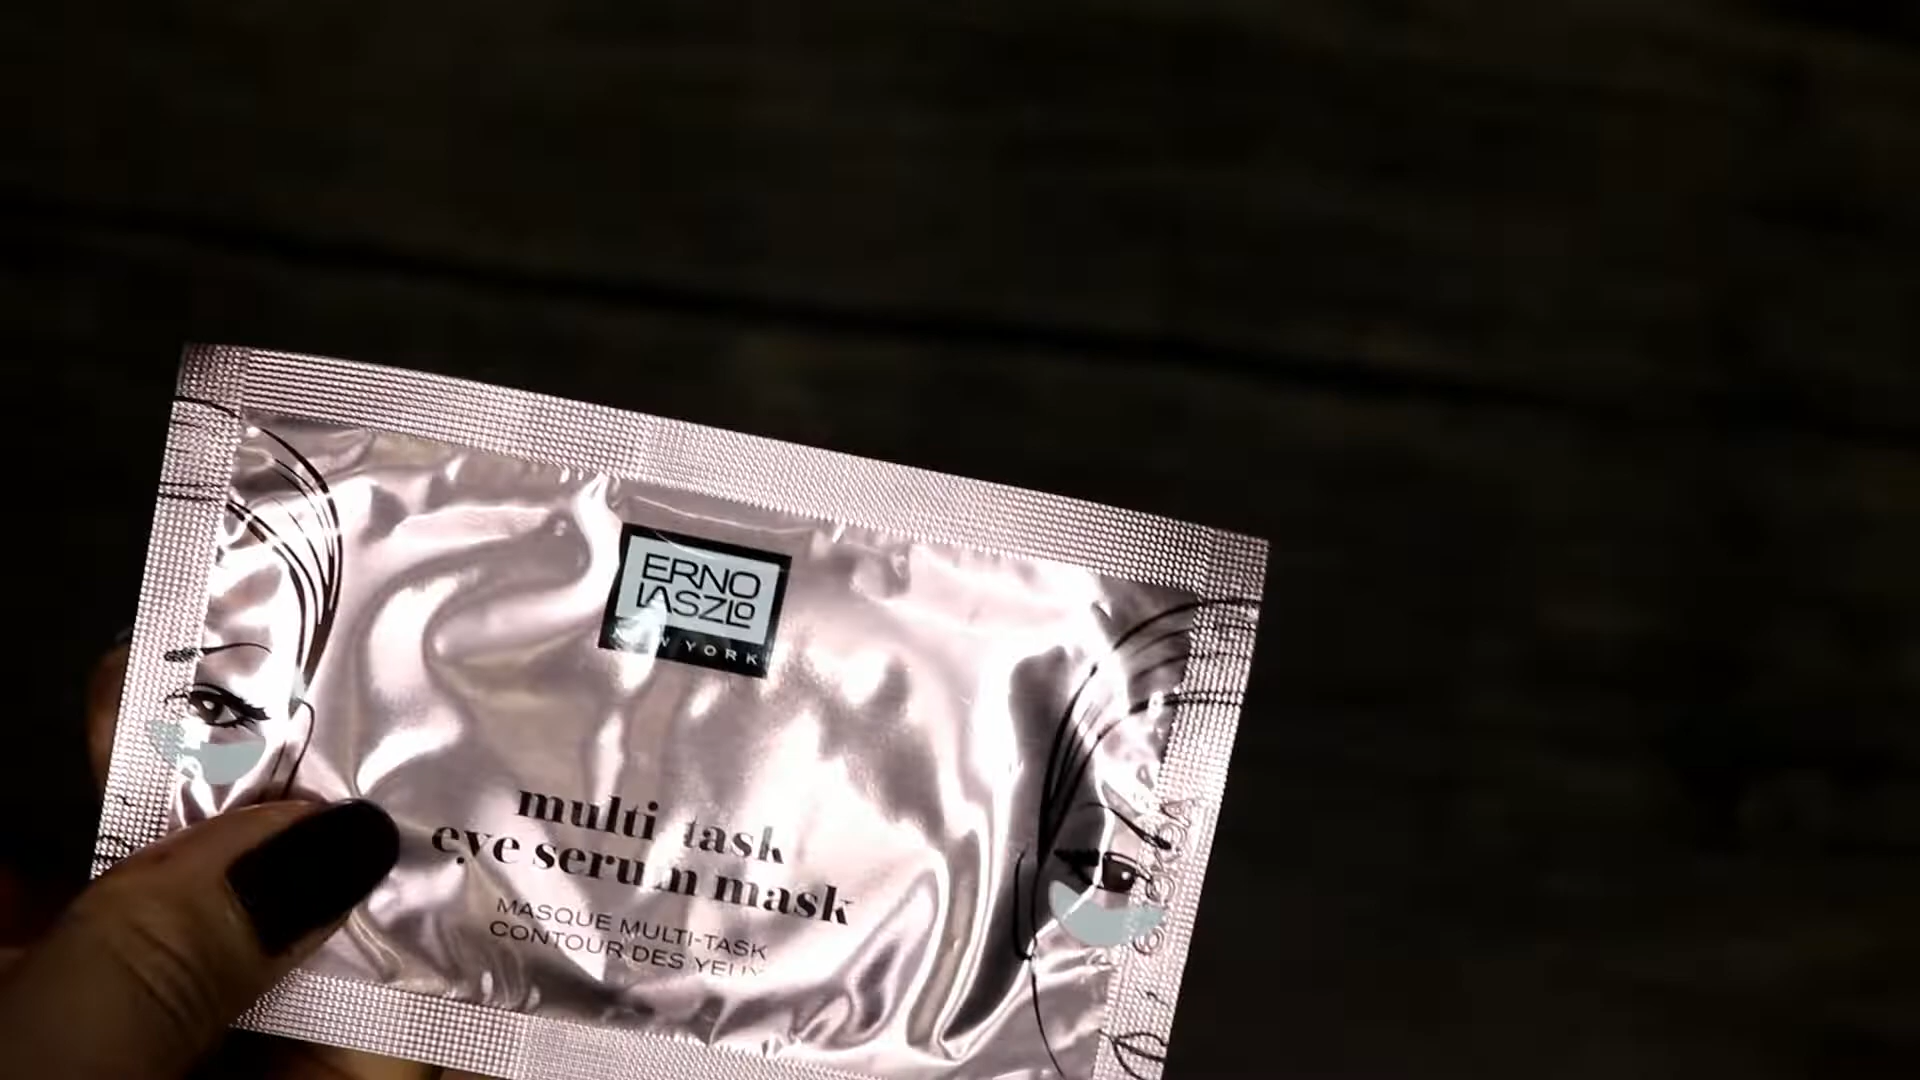 ERNO
LASZLO
NEW YORK
multi-task
eye serum mask
MASQUE MULTI-TASK
CONTOUR DES YEUX